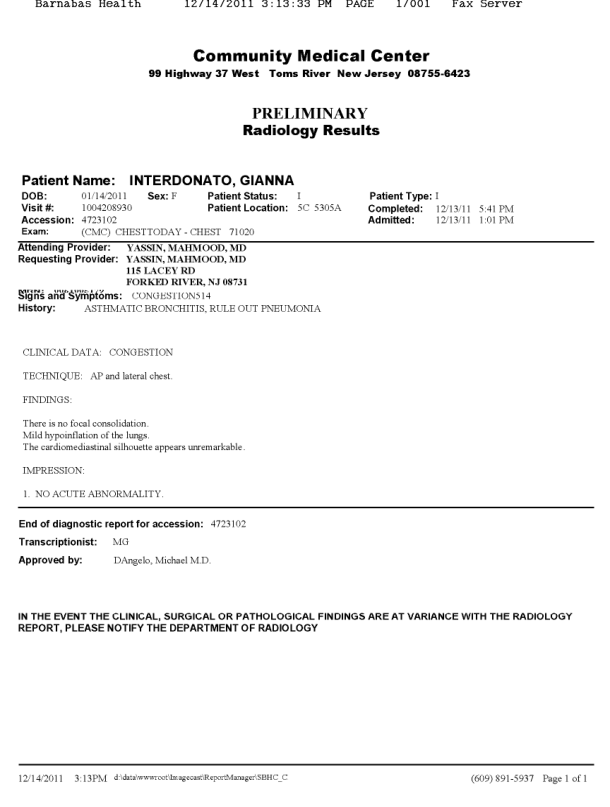 Barnabas Health 12/14/2011 3:13:33 PM PAGE 1/001 Fax Server
Community Medical Center
99 Highway 37 West Toms River New Jersey 08755-6423
PRELIMINARY
Radiology Results
Patient Name: INTERDONATO, GIANNA
DOB: 01/14/2011 Sex: F Patient Status: I Patient Type: I
Visit #: 1004208930 Patient Location: 5C 5305A Completed: 12/13/11 5:41 PM
Accession: 4723102 Admitted: 12/13/11 1:01 PM
Exam: (CMC) CHESTTODAY - CHEST 71020
Attending Provider: YASSIN, MAHMOOD, MD
Requesting Provider: YASSIN, MAHMOOD, MD
115 LACEY RD
FORKED RIVER, NJ 08731
Signs and Symptoms: CONGESTION514
History: ASTHMATIC BRONCHITIS, RULE OUT PNEUMONIA
CLINICAL DATA: CONGESTION
TECHNIQUE: AP and lateral chest.
FINDINGS:
There is no focal consolidation.
Mild hypoinflation of the lungs.
The cardiomediastinal silhouette appears unremarkable.
IMPRESSION:
1. NO ACUTE ABNORMALITY.
End of diagnostic report for accession: 4723102
Transcriptionist: MG
Approved by: DAngelo, Michael M.D.
IN THE EVENT THE CLINICAL, SURGICAL OR PATHOLOGICAL FINDINGS ARE AT VARIANCE WITH THE RADIOLOGY
REPORT, PLEASE NOTIFY THE DEPARTMENT OF RADIOLOGY
12/14/2011 3:13PM d:\data\wwwroot\Imagecast\ReportManager\SBHC_C (609) 891-5937 Page 1 of 1